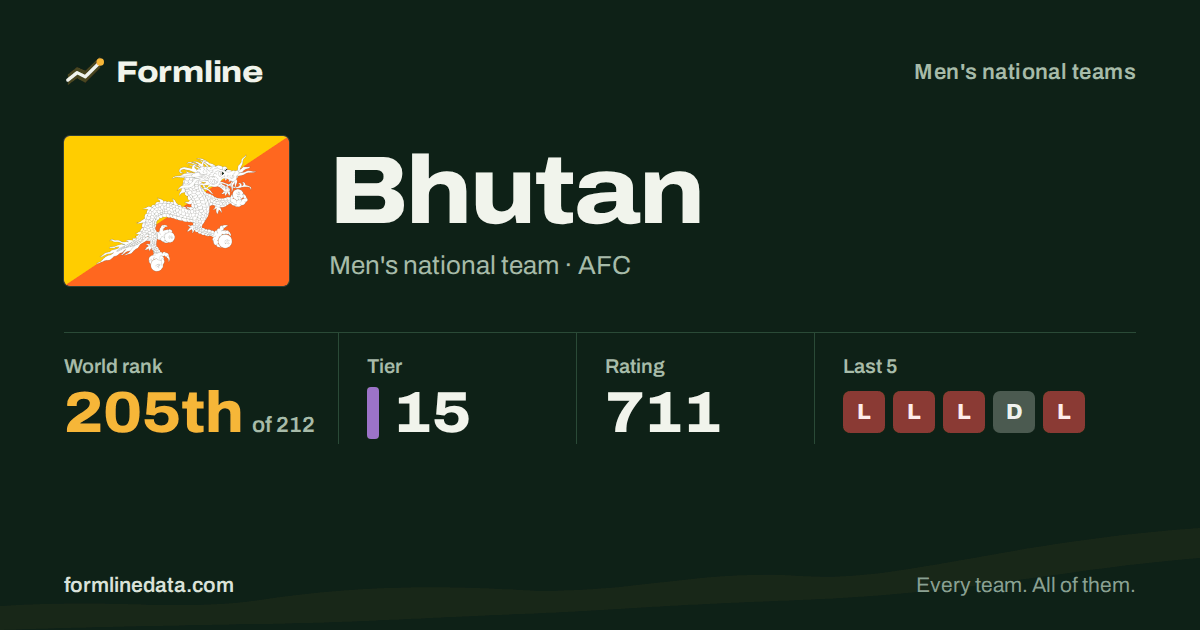 Formline
Men's national teams
Bhutan
Men's national team · AFC
World rank
205th of 212
Tier
15
Rating
711
Last 5
L L L D L
formlinedata.com
Every team. All of them.